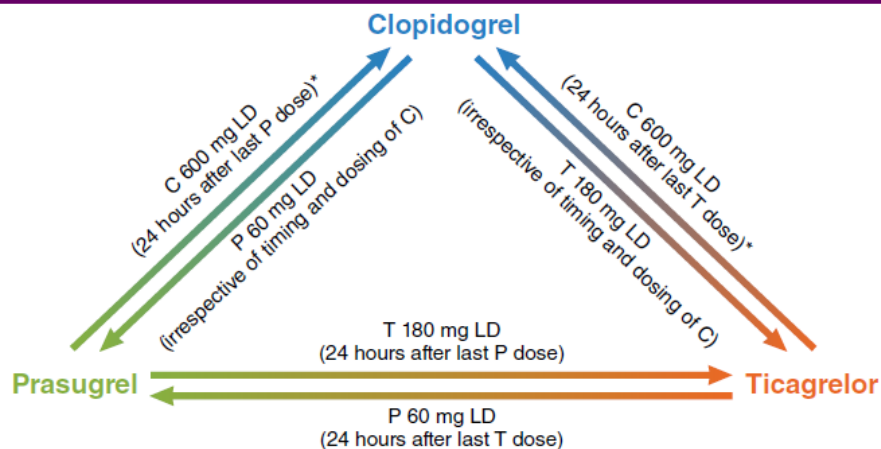 Clopidogrel
C 600 mg LD
(24 hours after last P dose)*
P 60 mg LD
(irrespective of timing and dosing of C)
C 600 mg LD
(24 hours after last T dose)*
T 180 mg LD
(irrespective of timing and dosing of C)
T 180 mg LD
(24 hours after last P dose)
Prasugrel
Ticagrelor
P 60 mg LD
(24 hours after last T dose)